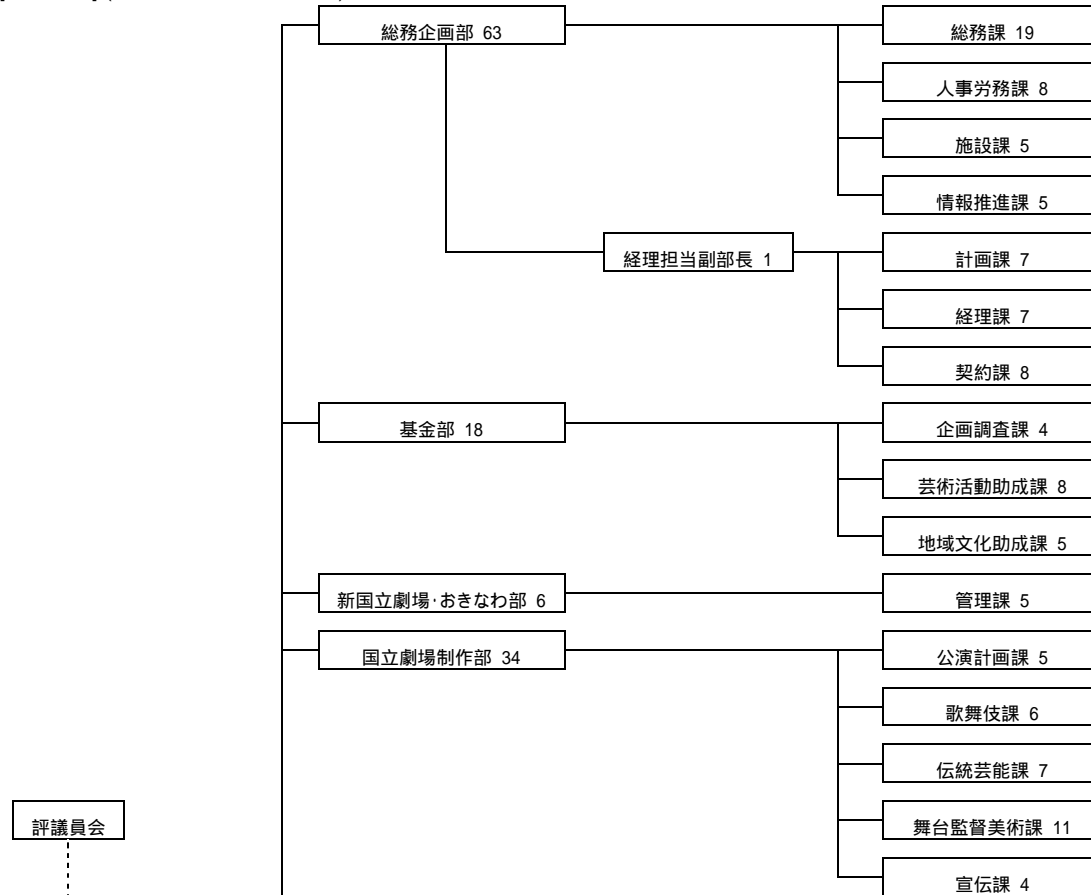 総務企画部 63
総務課 19
人事労務課 8
施設課 5
情報推進課 5
経理担当副部長 1
計画課 7
経理課 7
契約課 8
基金部 18
企画調査課 4
芸術活動助成課 8
地域文化助成課 5
新国立劇場・おきなわ部 6
管理課 5
国立劇場制作部 34
公演計画課 5
歌舞伎課 6
伝統芸能課 7
舞台監督美術課 11
宣伝課 4
評議員会